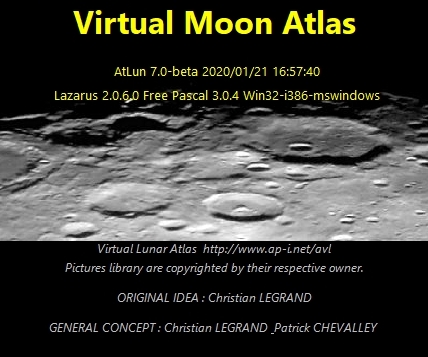 Virtual Moon Atlas
AtLun 7.0-beta 2020/01/21 16:57:40
Lazarus 2.0.6.0 Free Pascal 3.0.4 Win32-i386-mswindows
Virtual Lunar Atlas http://www.ap-i.net/avl
Pictures library are copyrighted by their respective owner.
ORIGINAL IDEA : Christian LEGRAND
GENERAL CONCEPT : Christian LEGRAND _Patrick CHEVALLEY